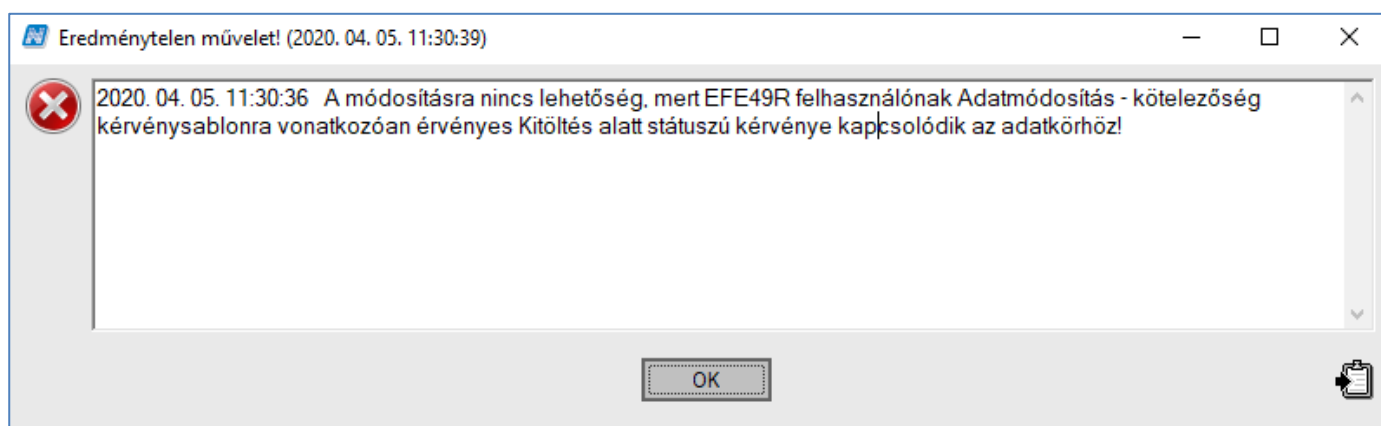 Eredménytelen művelet! (2020. 04. 05. 11:30:39)
2020. 04. 05. 11:30:36 A módosításra nincs lehetőség, mert EFE49R felhasználónak Adatmódosítás - kötelezőség
kérvénysablonra vonatkozóan érvényes Kitöltés alatt státuszú kérvénye kapcsolódik az adatkörhöz!
OK